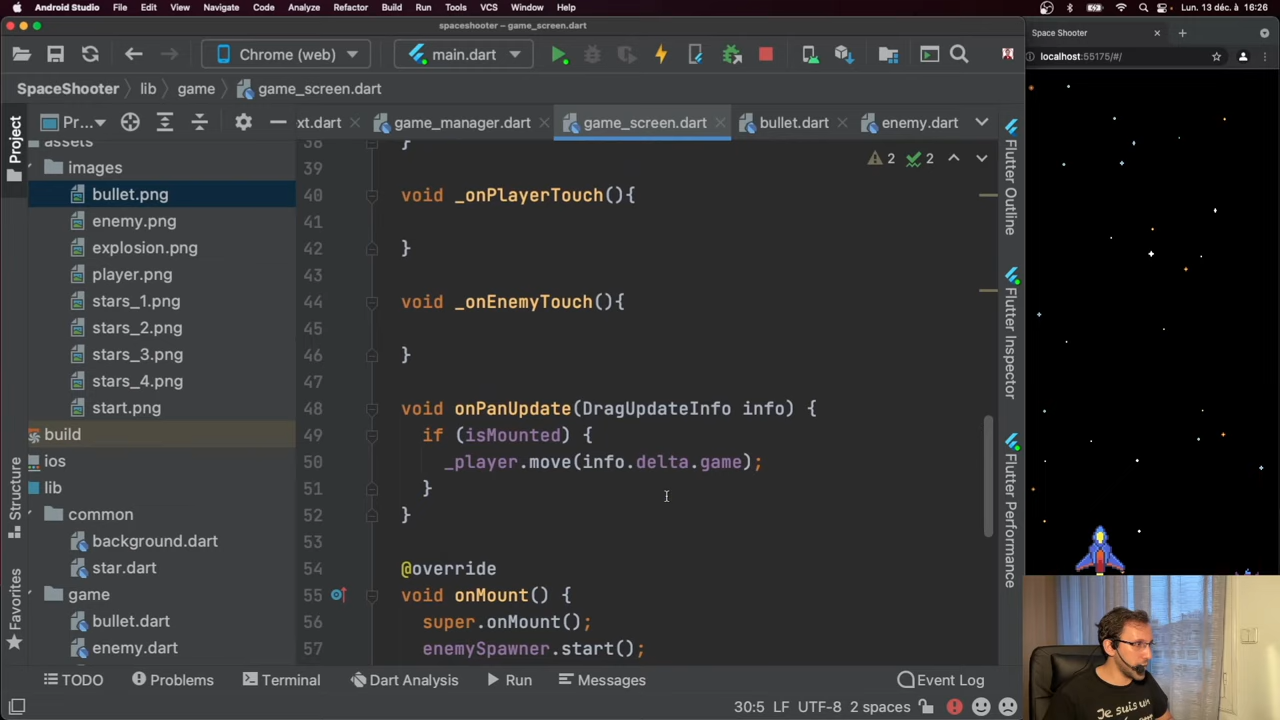 Android Studio File Edit View Navigate Code Analyze Refactor Build Run Tools VCS Window Help Lun. 13 déc. à 16:26
spaceshooter – game_screen.dart
Space Shooter
Chrome (web) main.dart
localhost:55175/#/
SpaceShooter lib game game_screen.dart
Project
Pr... xt.dart game_manager.dart game_screen.dart bullet.dart enemy.dart
assets
images
bullet.png
enemy.png
explosion.png
player.png
stars_1.png
stars_2.png
stars_3.png
stars_4.png
start.png
build
ios
lib
common
background.dart
star.dart
game
bullet.dart
enemy.dart
Structure
Favorites
2 2
38 }
39
40 void _onPlayerTouch(){
41
42 }
43
44 void _onEnemyTouch(){
45
46 }
47
48 void onPanUpdate(DragUpdateInfo info) {
49 if (isMounted) {
50 _player.move(info.delta.game);
51 }
52 }
53
54 @override
55 void onMount() {
56 super.onMount();
57 enemySpawner.start();
Flutter Outline
Flutter Inspector
Flutter Performance
Je suis un
TODO Problems Terminal Dart Analysis Run Messages Event Log
30:5 LF UTF-8 2 spaces